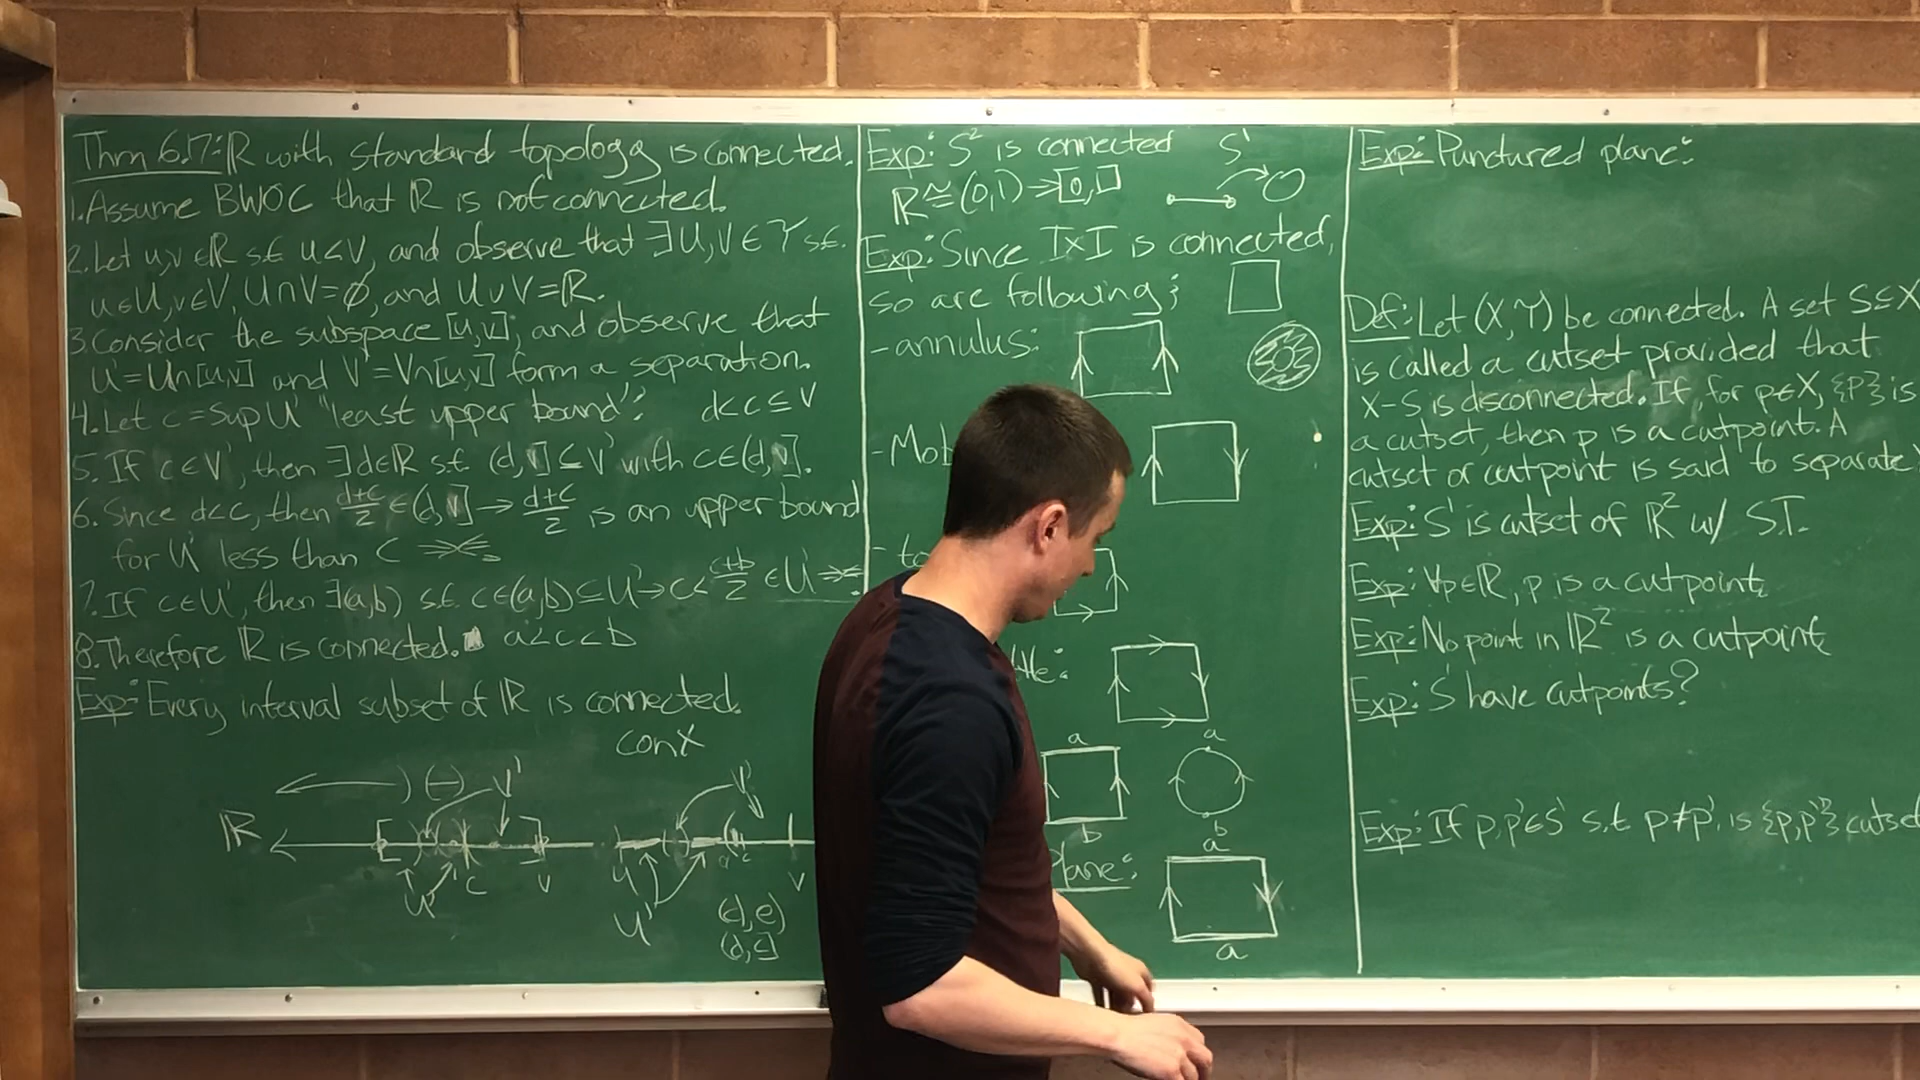 Thm 6.7: ℝ with standard topology is connected.
1. Assume BWOC that ℝ is not connected.
2. Let u,v ∈ ℝ s.t. u < v, and observe that ∃ U,V ∈ Τ s.t.
u ∈ U, v ∈ V, U ∩ V = ∅, and U ∪ V = ℝ.
3. Consider the subspace [u,v], and observe that
U' = U ∩ [u,v] and V' = V ∩ [u,v] form a separation.
4. Let c = sup U' "least upper bound". d < c ≤ v
5. If c ∈ V', then ∃ d ∈ ℝ s.t. (d,v] ⊆ V' with c ∈ (d,v].
6. Since d < c, then (d+c)/2 ∈ (d,v] → (d+c)/2 is an upper bound
for U' less than c ⨳.
7. If c ∈ U', then ∃ (a,b) s.t. c ∈ (a,b) ⊆ U' → c < (c+b)/2 ∈ U' ⨳.
8. Therefore ℝ is connected. ■ a < c < b
Exp: Every interval subset of ℝ is connected.
conX
) (–) V' V'
ℝ [ ) ( ) ]
U' c v U' v
(d,e)
(d,c]
Exp: S² is connected S¹
ℝ ≅ (0,1) → [0,
Exp: Since I×I is connected,
so are following:
- annulus:
- Mob
- to
tle:
a a
b b
plane: a
a
Exp: Punctured plane:
Def: Let (X,Τ) be connected. A set S ⊆ X
is called a cutset provided that
X - S is disconnected. If, for p ∈ X, {p} is
a cutset, then p is a cutpoint. A
cutset or cutpoint is said to separate
Exp: S¹ is cutset of ℝ² w/ S.T.
Exp: ∀p ∈ ℝ, p is a cutpoint
Exp: No point in ℝ² is a cutpoint
Exp: S¹ have cutpoints?
Exp: If p,p' ∈ S¹ s.t. p ≠ p', is {p,p'} cutset